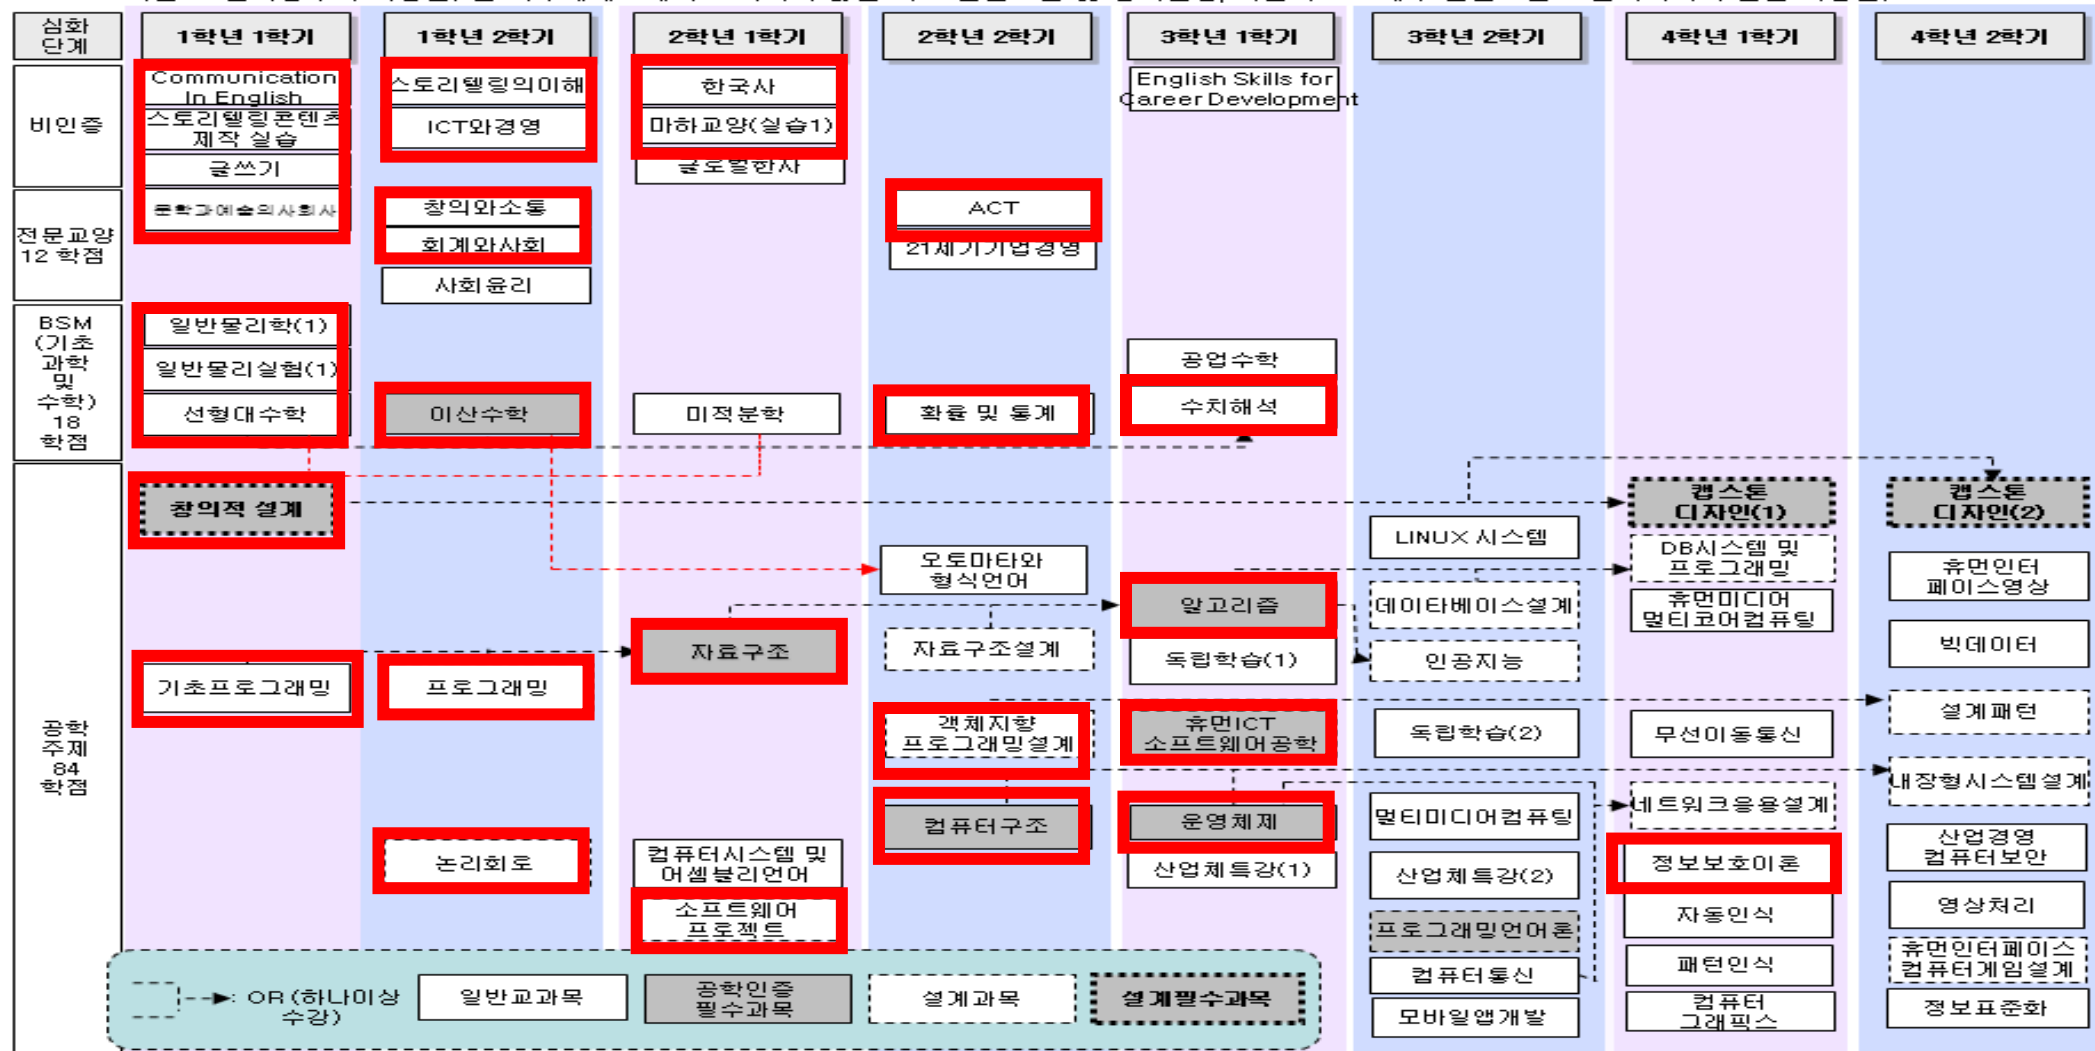 심화
단계
1학년 1학기
1학년 2학기
2학년 1학기
2학년 2학기
3학년 1학기
3학년 2학기
4학년 1학기
4학년 2학기
비인증
Communication
In English
스토리텔링콘텐츠
제작 실습
글쓰기
스토리텔링의이해
ICT와경영
한국사
마하교양(실습1)
글로벌한사
English Skills for
Career Development
전문교양
12 학점
문학과예술의사회사
창의와소통
회계와사회
사회윤리
ACT
21세기기업경영
BSM
(기초
과학
및
수학)
18
학점
일반물리학(1)
일반물리실험(1)
선형대수학
이산수학
미적분학
확률 및 통계
공업수학
수치해석
공학
주제
84
학점
창의적 설계
기초프로그래밍
프로그래밍
논리회로
자료구조
컴퓨터시스템 및
어셈블리언어
소프트웨어
프로젝트
오토마타와
형식언어
자료구조설계
객체지향
프로그래밍설계
컴퓨터구조
알고리즘
독립학습(1)
휴먼ICT
소프트웨어공학
운영체제
산업체특강(1)
LINUX 시스템
데이타베이스설계
인공지능
독립학습(2)
멀티미디어컴퓨팅
산업체특강(2)
프로그래밍언어론
컴퓨터통신
모바일앱개발
캡스톤
디자인(1)
DB시스템 및
프로그래밍
휴먼미디어
멀티코어컴퓨팅
무선이동통신
네트워크응용설계
정보보호이론
자동인식
패턴인식
컴퓨터
그래픽스
캡스톤
디자인(2)
휴먼인터
페이스영상
빅데이터
설계패턴
내장형시스템설계
산업경영
컴퓨터보안
영상처리
휴먼인터페이스
컴퓨터게임설계
정보표준화
: OR (하나이상
수강)
일반교과목
공학인증
필수과목
설계과목
설계필수과목